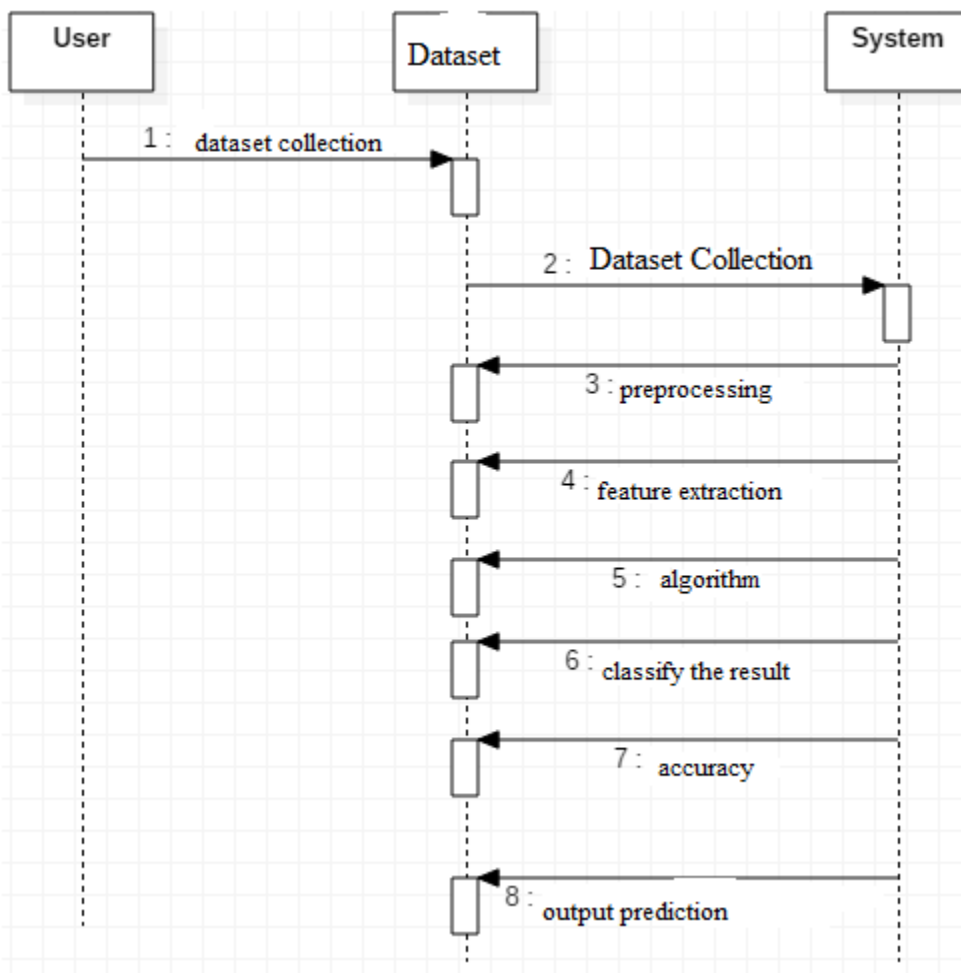 User
Dataset
System
1 : dataset collection
2 : Dataset Collection
3 : preprocessing
4 : feature extraction
5 : algorithm
6 : classify the result
7 : accuracy
8 : output prediction